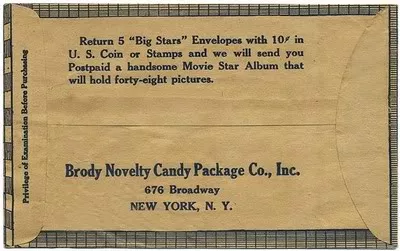 Return 5 "Big Stars" Envelopes with 10¢ in
U. S. Coin or Stamps and we will send you
Postpaid a handsome Movie Star Album that
will hold forty-eight pictures.
Privilege of Examination Before Purchasing
Brody Novelty Candy Package Co., Inc.
676 Broadway
NEW YORK, N. Y.